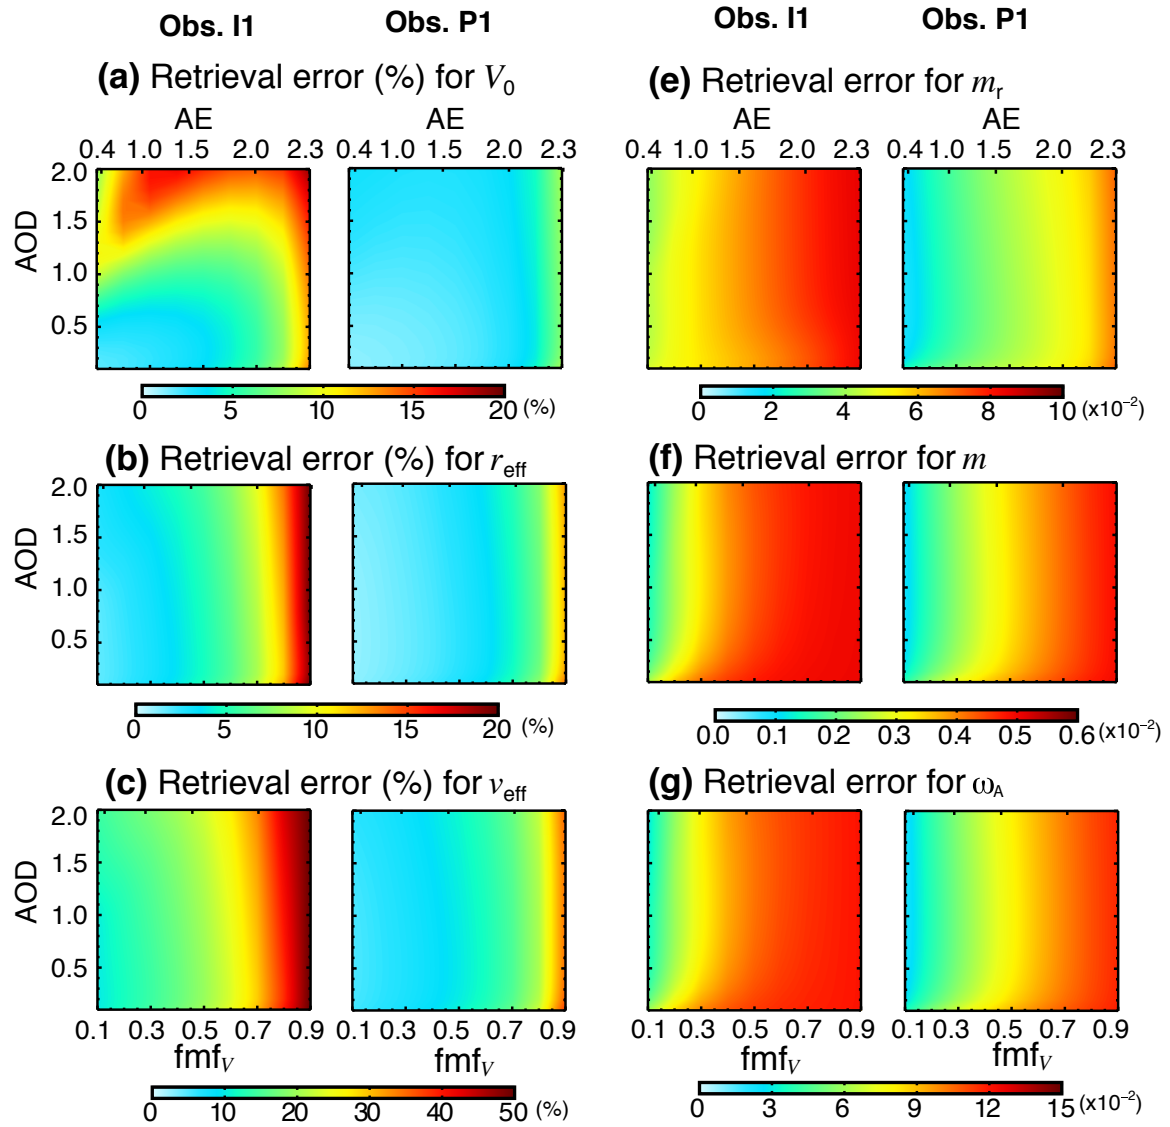 Obs. I1 Obs. P1 Obs. I1 Obs. P1
(a) Retrieval error (%) for V0
AE AE
0.4 1.0 1.5 2.0 2.3 0.4 1.0 1.5 2.0 2.3
AOD
2.0
1.5
1.0
0.5
0 5 10 15 20 (%)
(b) Retrieval error (%) for reff
AOD
2.0
1.5
1.0
0.5
0 5 10 15 20 (%)
(c) Retrieval error (%) for veff
AOD
2.0
1.5
1.0
0.5
0.1 0.3 0.5 0.7 0.9 0.1 0.3 0.5 0.7 0.9
fmfV fmfV
0 10 20 30 40 50 (%)
(e) Retrieval error for mr
AE AE
0.4 1.0 1.5 2.0 2.3 0.4 1.0 1.5 2.0 2.3
0 2 4 6 8 10 (x10−2)
(f) Retrieval error for m
0.0 0.1 0.2 0.3 0.4 0.5 0.6 (x10−2)
(g) Retrieval error for ωA
0.1 0.3 0.5 0.7 0.9 0.1 0.3 0.5 0.7 0.9
fmfV fmfV
0 3 6 9 12 15 (x10−2)